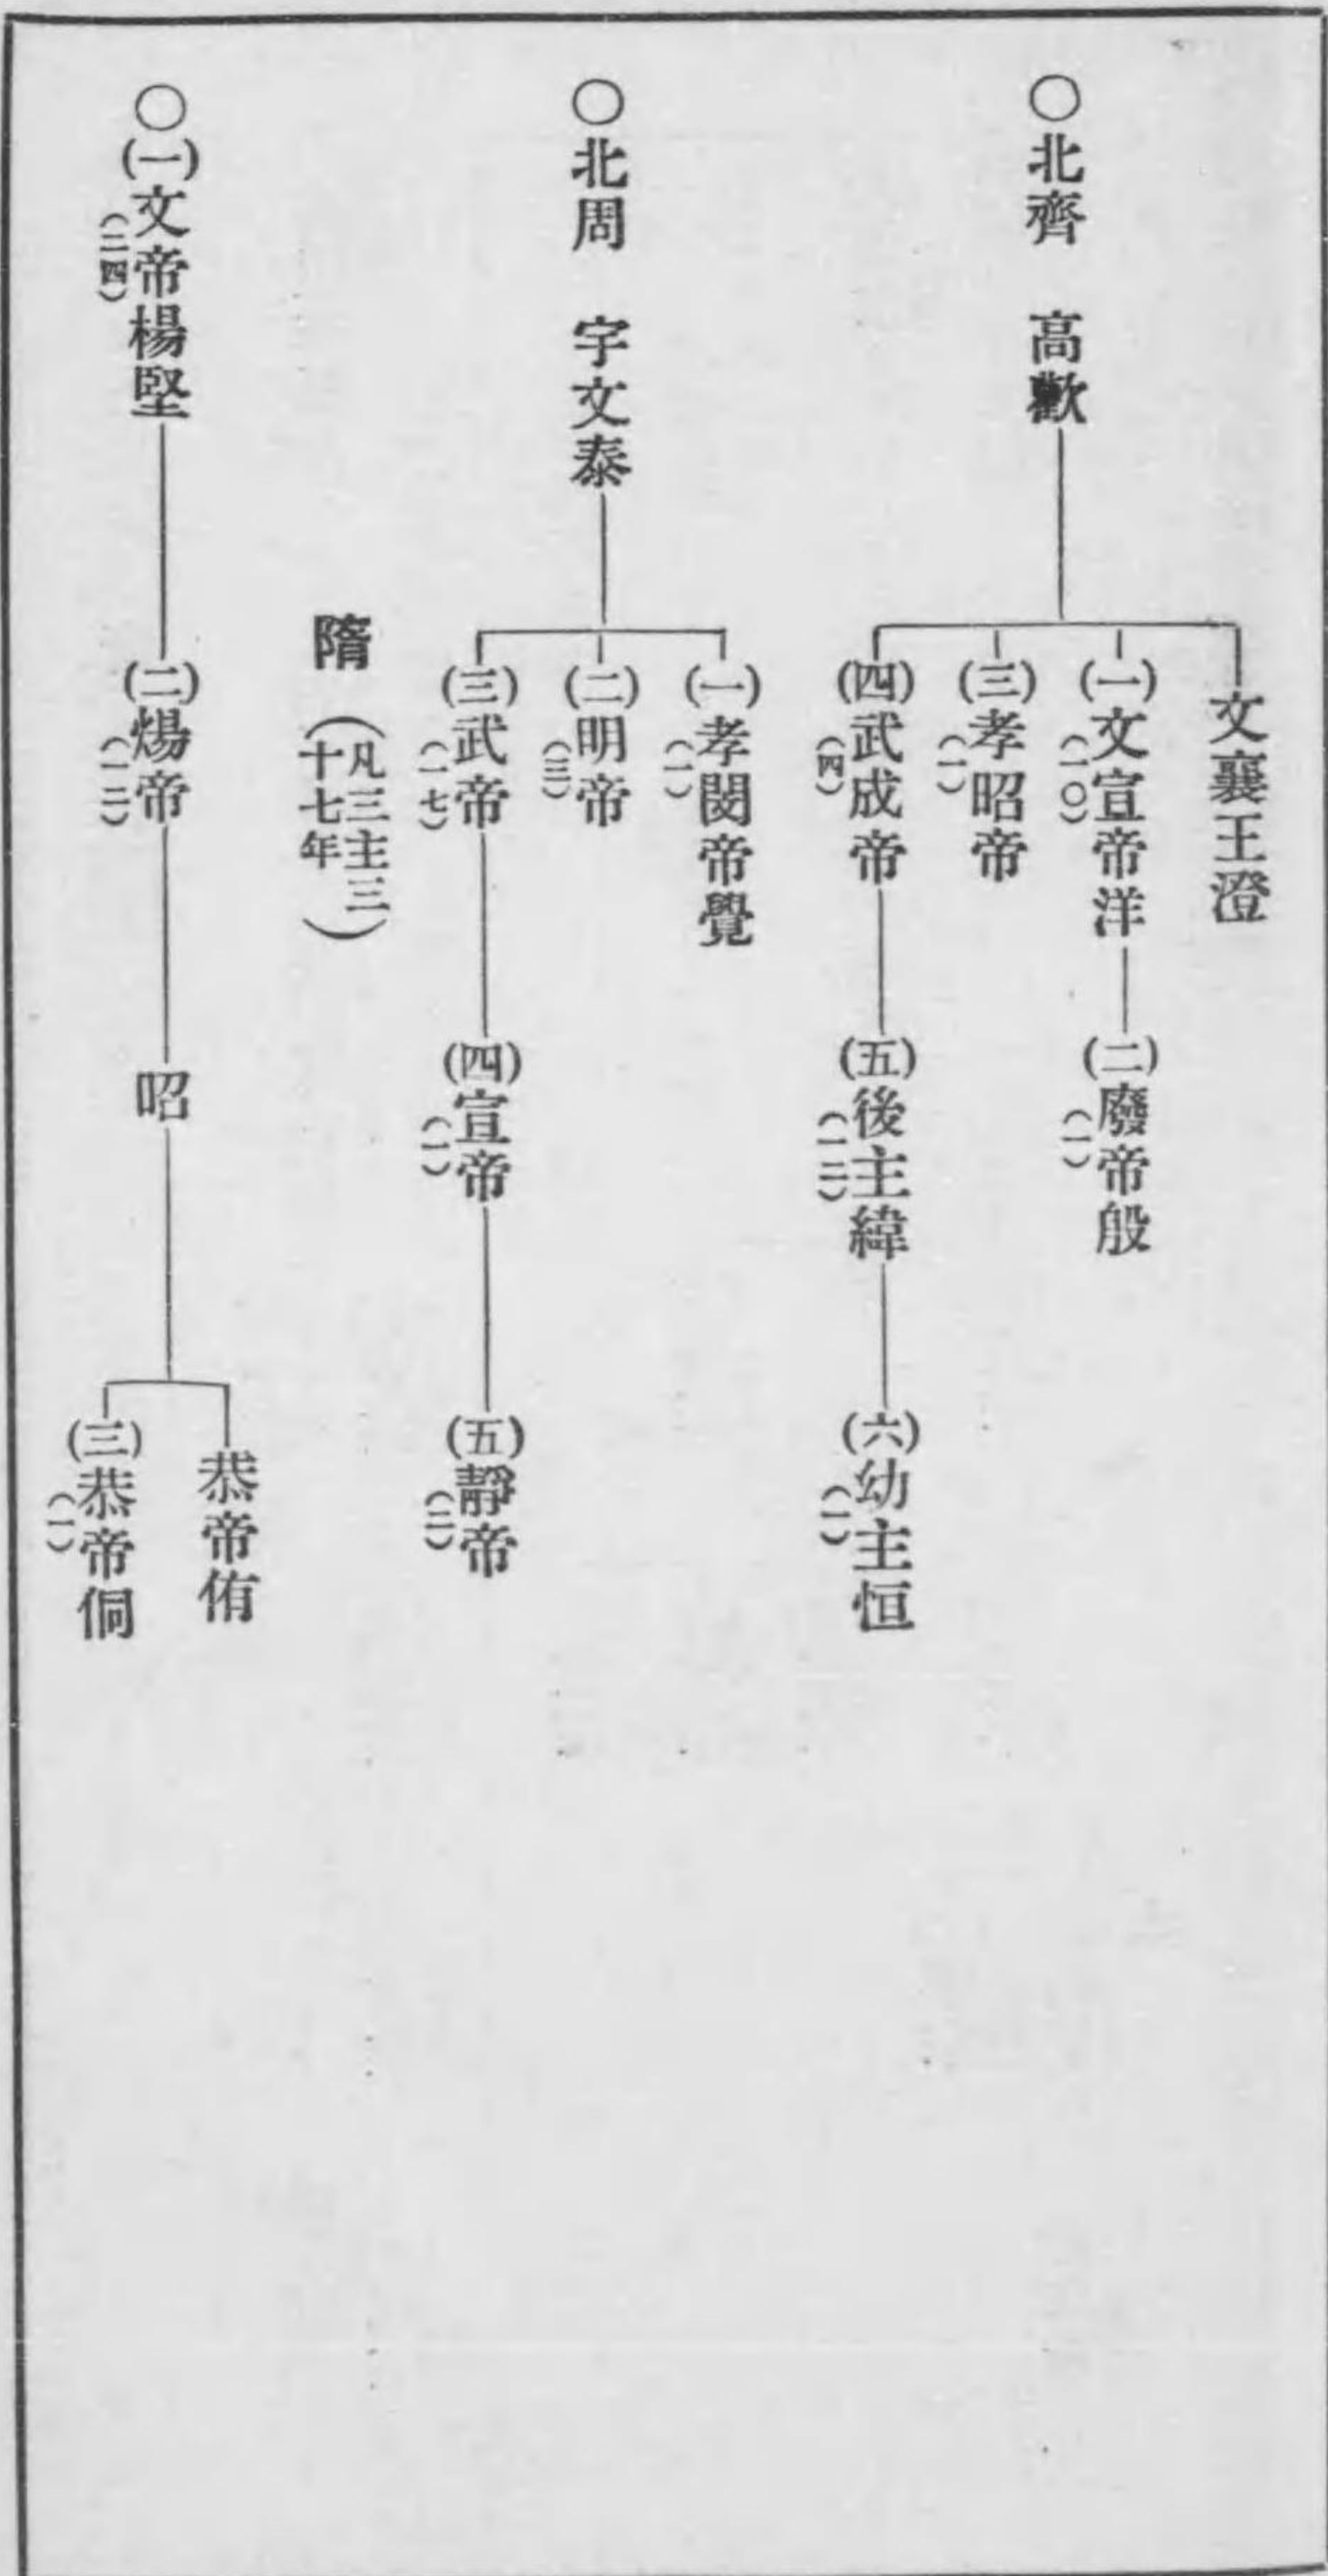 文襄王澄
○北齊　高歡
(一)文宣帝洋
(一〇)
(二)廢帝殷
(一)
(三)孝昭帝
(一)
(四)武成帝
(四)
(五)後主緯
(一二)
(六)幼主恒
(一)
○北周　宇文泰
(一)孝閔帝覺
(一)
(二)明帝
(三)
(三)武帝
(一七)
(四)宣帝
(一)
(五)靜帝
(二)
隋　(凡三主三
十七年)
○(一)文帝楊堅
(二四)
(二)煬帝
(一二)
昭
恭帝侑
(三)恭帝侗
(一)